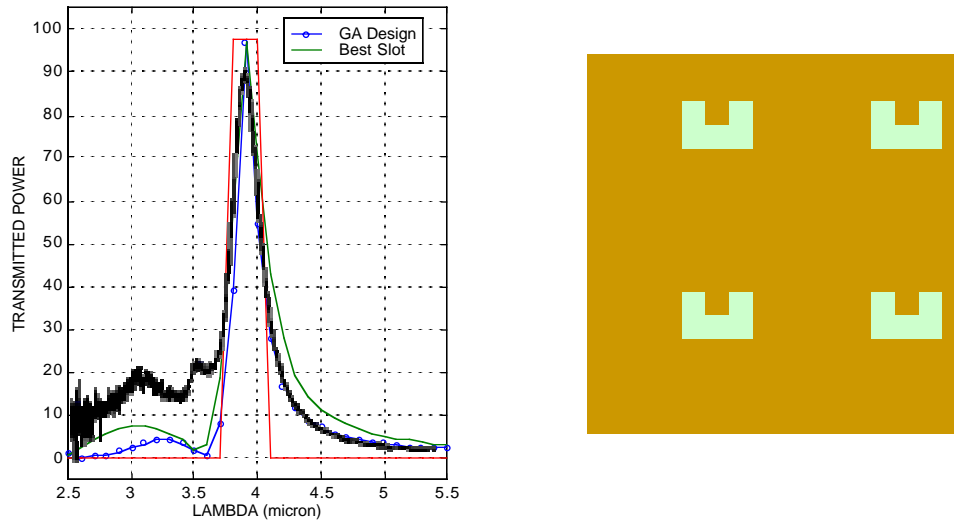 100
90
80
70
60
50
40
30
20
10
0
TRANSMITTED POWER
GA Design
Best Slot
2.5 3 3.5 4 4.5 5 5.5
LAMBDA (micron)